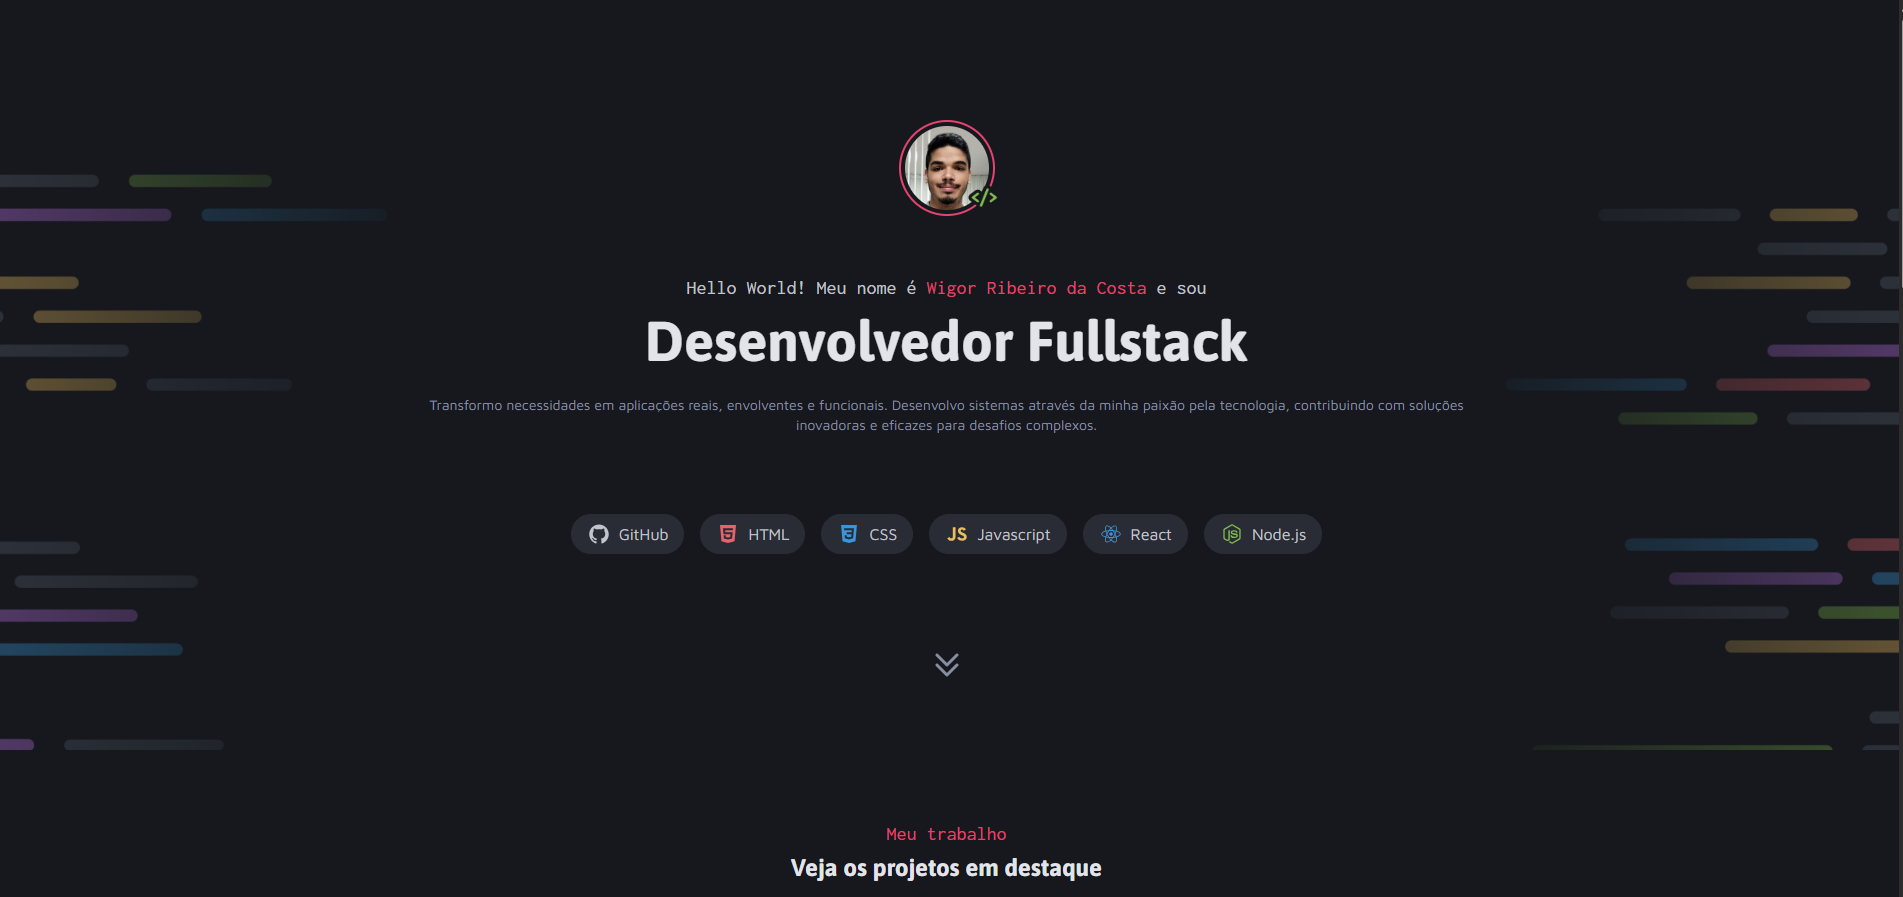 </>
Hello World! Meu nome é Wigor Ribeiro da Costa e sou
Desenvolvedor Fullstack
Transformo necessidades em aplicações reais, envolventes e funcionais. Desenvolvo sistemas através da minha paixão pela tecnologia, contribuindo com soluções
inovadoras e eficazes para desafios complexos.
GitHub HTML CSS JS Javascript React JS Node.js
Meu trabalho
Veja os projetos em destaque